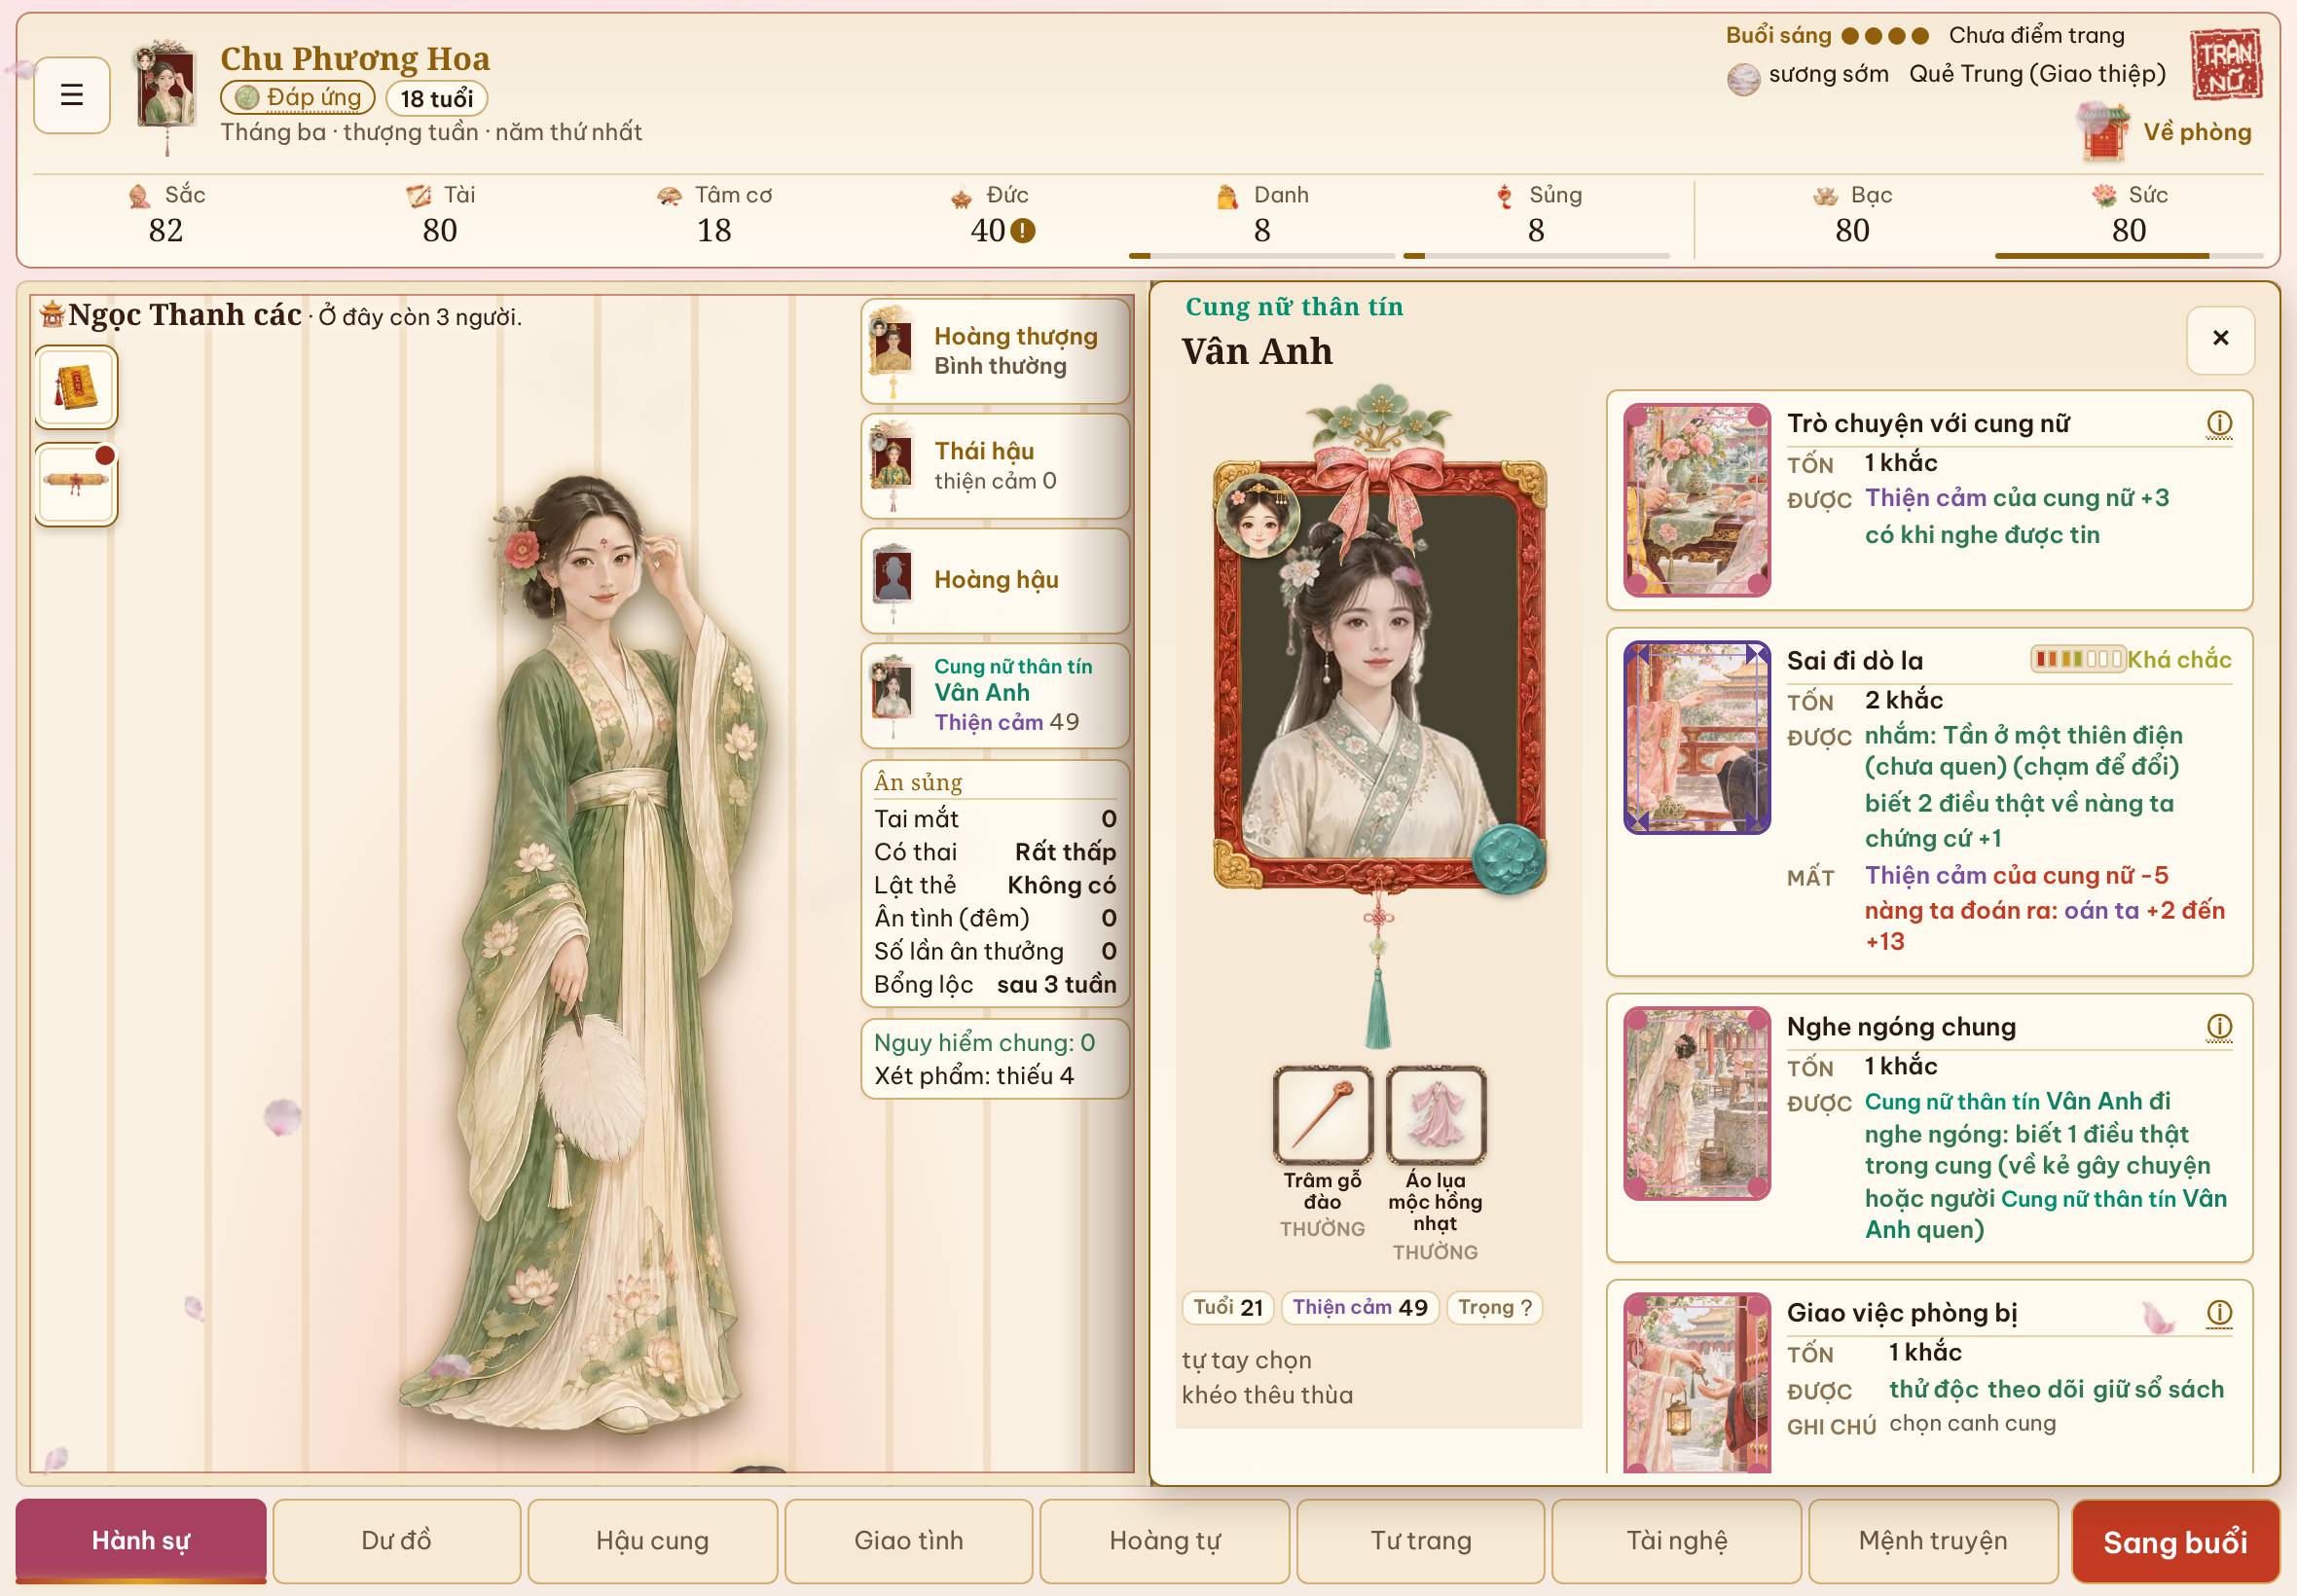 Chu Phương Hoa
Đáp ứng
18 tuổi
Tháng ba · thượng tuần · năm thứ nhất
Buổi sáng
Chưa điểm trang
sương sớm
Quẻ Trung (Giao thiệp)
TRÂN
NỮ
Về phòng
Sắc
82
Tài
80
Tâm cơ
18
Đức
40 !
Danh
8
Sủng
8
Bạc
80
Sức
80
Ngọc Thanh các · Ở đây còn 3 người.
Hoàng thượng
Bình thường
Thái hậu
thiện cảm 0
Hoàng hậu
Cung nữ thân tín
Vân Anh
Thiện cảm 49
Ân sủng
Tai mắt 0
Có thai Rất thấp
Lật thẻ Không có
Ân tình (đêm) 0
Số lần ân thưởng 0
Bổng lộc sau 3 tuần
Nguy hiểm chung: 0
Xét phẩm: thiếu 4
Cung nữ thân tín
Vân Anh
×
Trâm gỗ
đào
THƯỜNG
Áo lụa
mộc hồng
nhạt
THƯỜNG
Tuổi 21
Thiện cảm 49
Trọng ?
tự tay chọn
khéo thêu thùa
Trò chuyện với cung nữ
TỐN 1 khắc
ĐƯỢC Thiện cảm của cung nữ +3
có khi nghe được tin
Sai đi dò la
Khá chắc
TỐN 2 khắc
ĐƯỢC nhắm: Tần ở một thiên điện
(chưa quen) (chạm để đổi)
biết 2 điều thật về nàng ta
chứng cứ +1
MẤT Thiện cảm của cung nữ -5
nàng ta đoán ra: oán ta +2 đến
+13
Nghe ngóng chung
TỐN 1 khắc
ĐƯỢC Cung nữ thân tín Vân Anh đi
nghe ngóng: biết 1 điều thật
trong cung (về kẻ gây chuyện
hoặc người Cung nữ thân tín Vân
Anh quen)
Giao việc phòng bị
TỐN 1 khắc
ĐƯỢC thử độc theo dõi giữ sổ sách
GHI CHÚ chọn canh cung
Hành sự
Dư đồ
Hậu cung
Giao tình
Hoàng tự
Tư trang
Tài nghệ
Mệnh truyện
Sang buổi